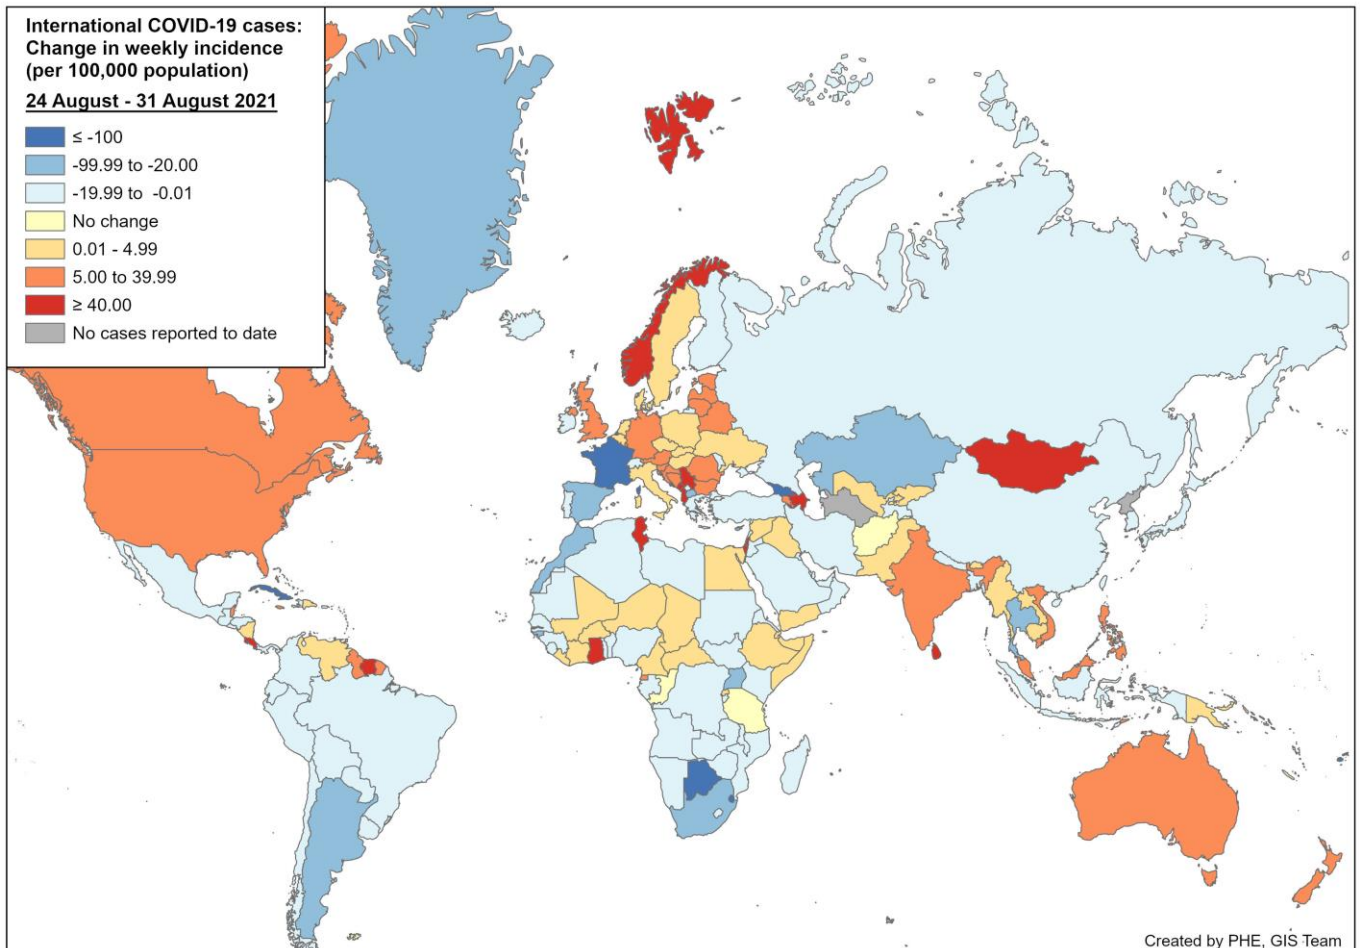 International COVID-19 cases:
Change in weekly incidence
(per 100,000 population)
24 August - 31 August 2021
≤ -100
-99.99 to -20.00
-19.99 to  -0.01
No change
0.01 - 4.99
5.00 to 39.99
≥ 40.00
No cases reported to date
Created by PHE, GIS Team